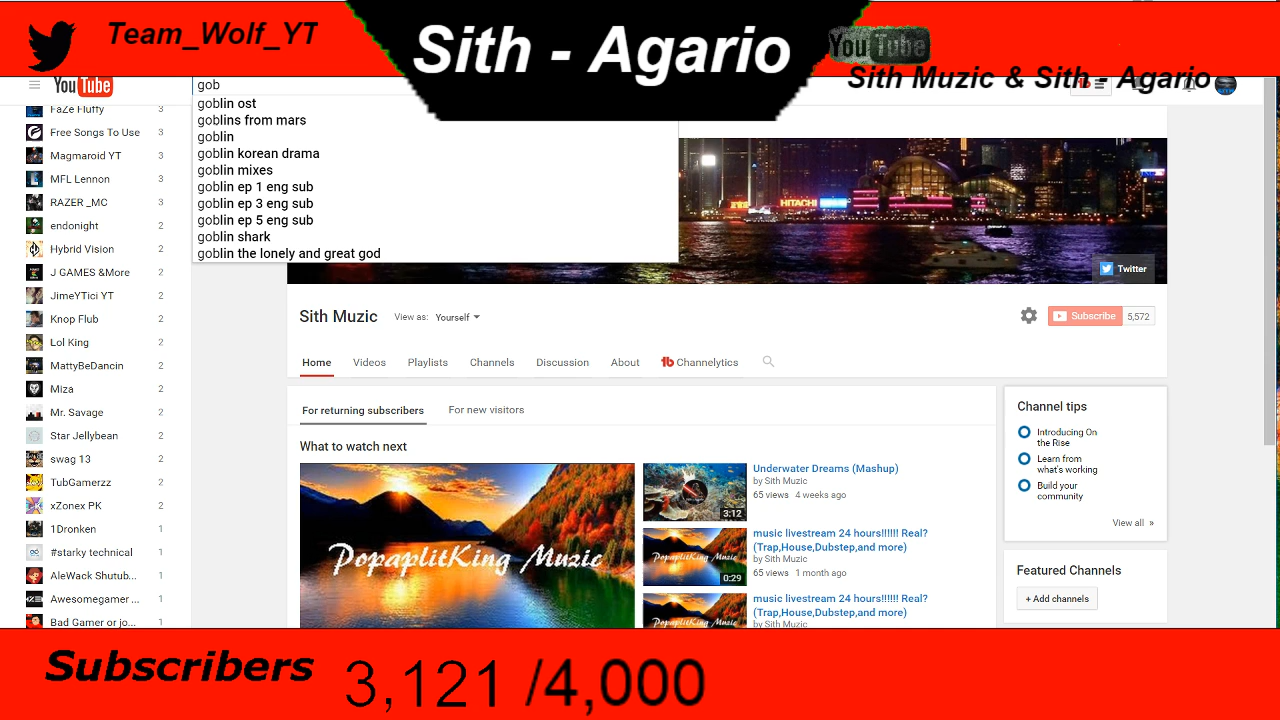 Team_Wolf_YT
Sith - Agario
YouTube
Sith Muzic & Sith - Agario
YouTube
gob
goblin ost
goblins from mars
goblin
goblin korean drama
goblin mixes
goblin ep 1 eng sub
goblin ep 3 eng sub
goblin ep 5 eng sub
goblin shark
goblin the lonely and great god
FaZe Fluffy 3
Free Songs To Use 3
Magmaroid YT 3
MFL Lennon 3
RAZER _MC 3
endonight 2
Hybrid Vision 2
J GAMES &More 2
JimeYTici YT 2
Knop Flub 2
Lol King 2
MattyBeDancin 2
Miza 2
Mr. Savage 2
Star Jellybean 2
swag 13 2
TubGamerzz 2
xZonex PK 2
1Dronken 1
#starky technical 1
AleWack Shutub... 1
Awesomegamer ... 1
Bad Gamer or jo... 1
HITACHI
Twitter
Sith Muzic
View as: Yourself
Subscribe 5,572
Home Videos Playlists Channels Discussion About Channelytics
For returning subscribers For new visitors
What to watch next
PopaplitKing Muzic
3:12
Underwater Dreams (Mashup)
by Sith Muzic
65 views 4 weeks ago
PopaplitKing Muzic
0:29
music livestream 24 hours!!!!!! Real?
(Trap,House,Dubstep,and more)
by Sith Muzic
65 views 1 month ago
PopaplitKing Muzic
music livestream 24 hours!!!!!! Real?
(Trap,House,Dubstep,and more)
by Sith Muzic
Channel tips
Introducing On
the Rise
Learn from
what's working
Build your
community
View all »
Featured Channels
+ Add channels
Subscribers 3,121 /4,000